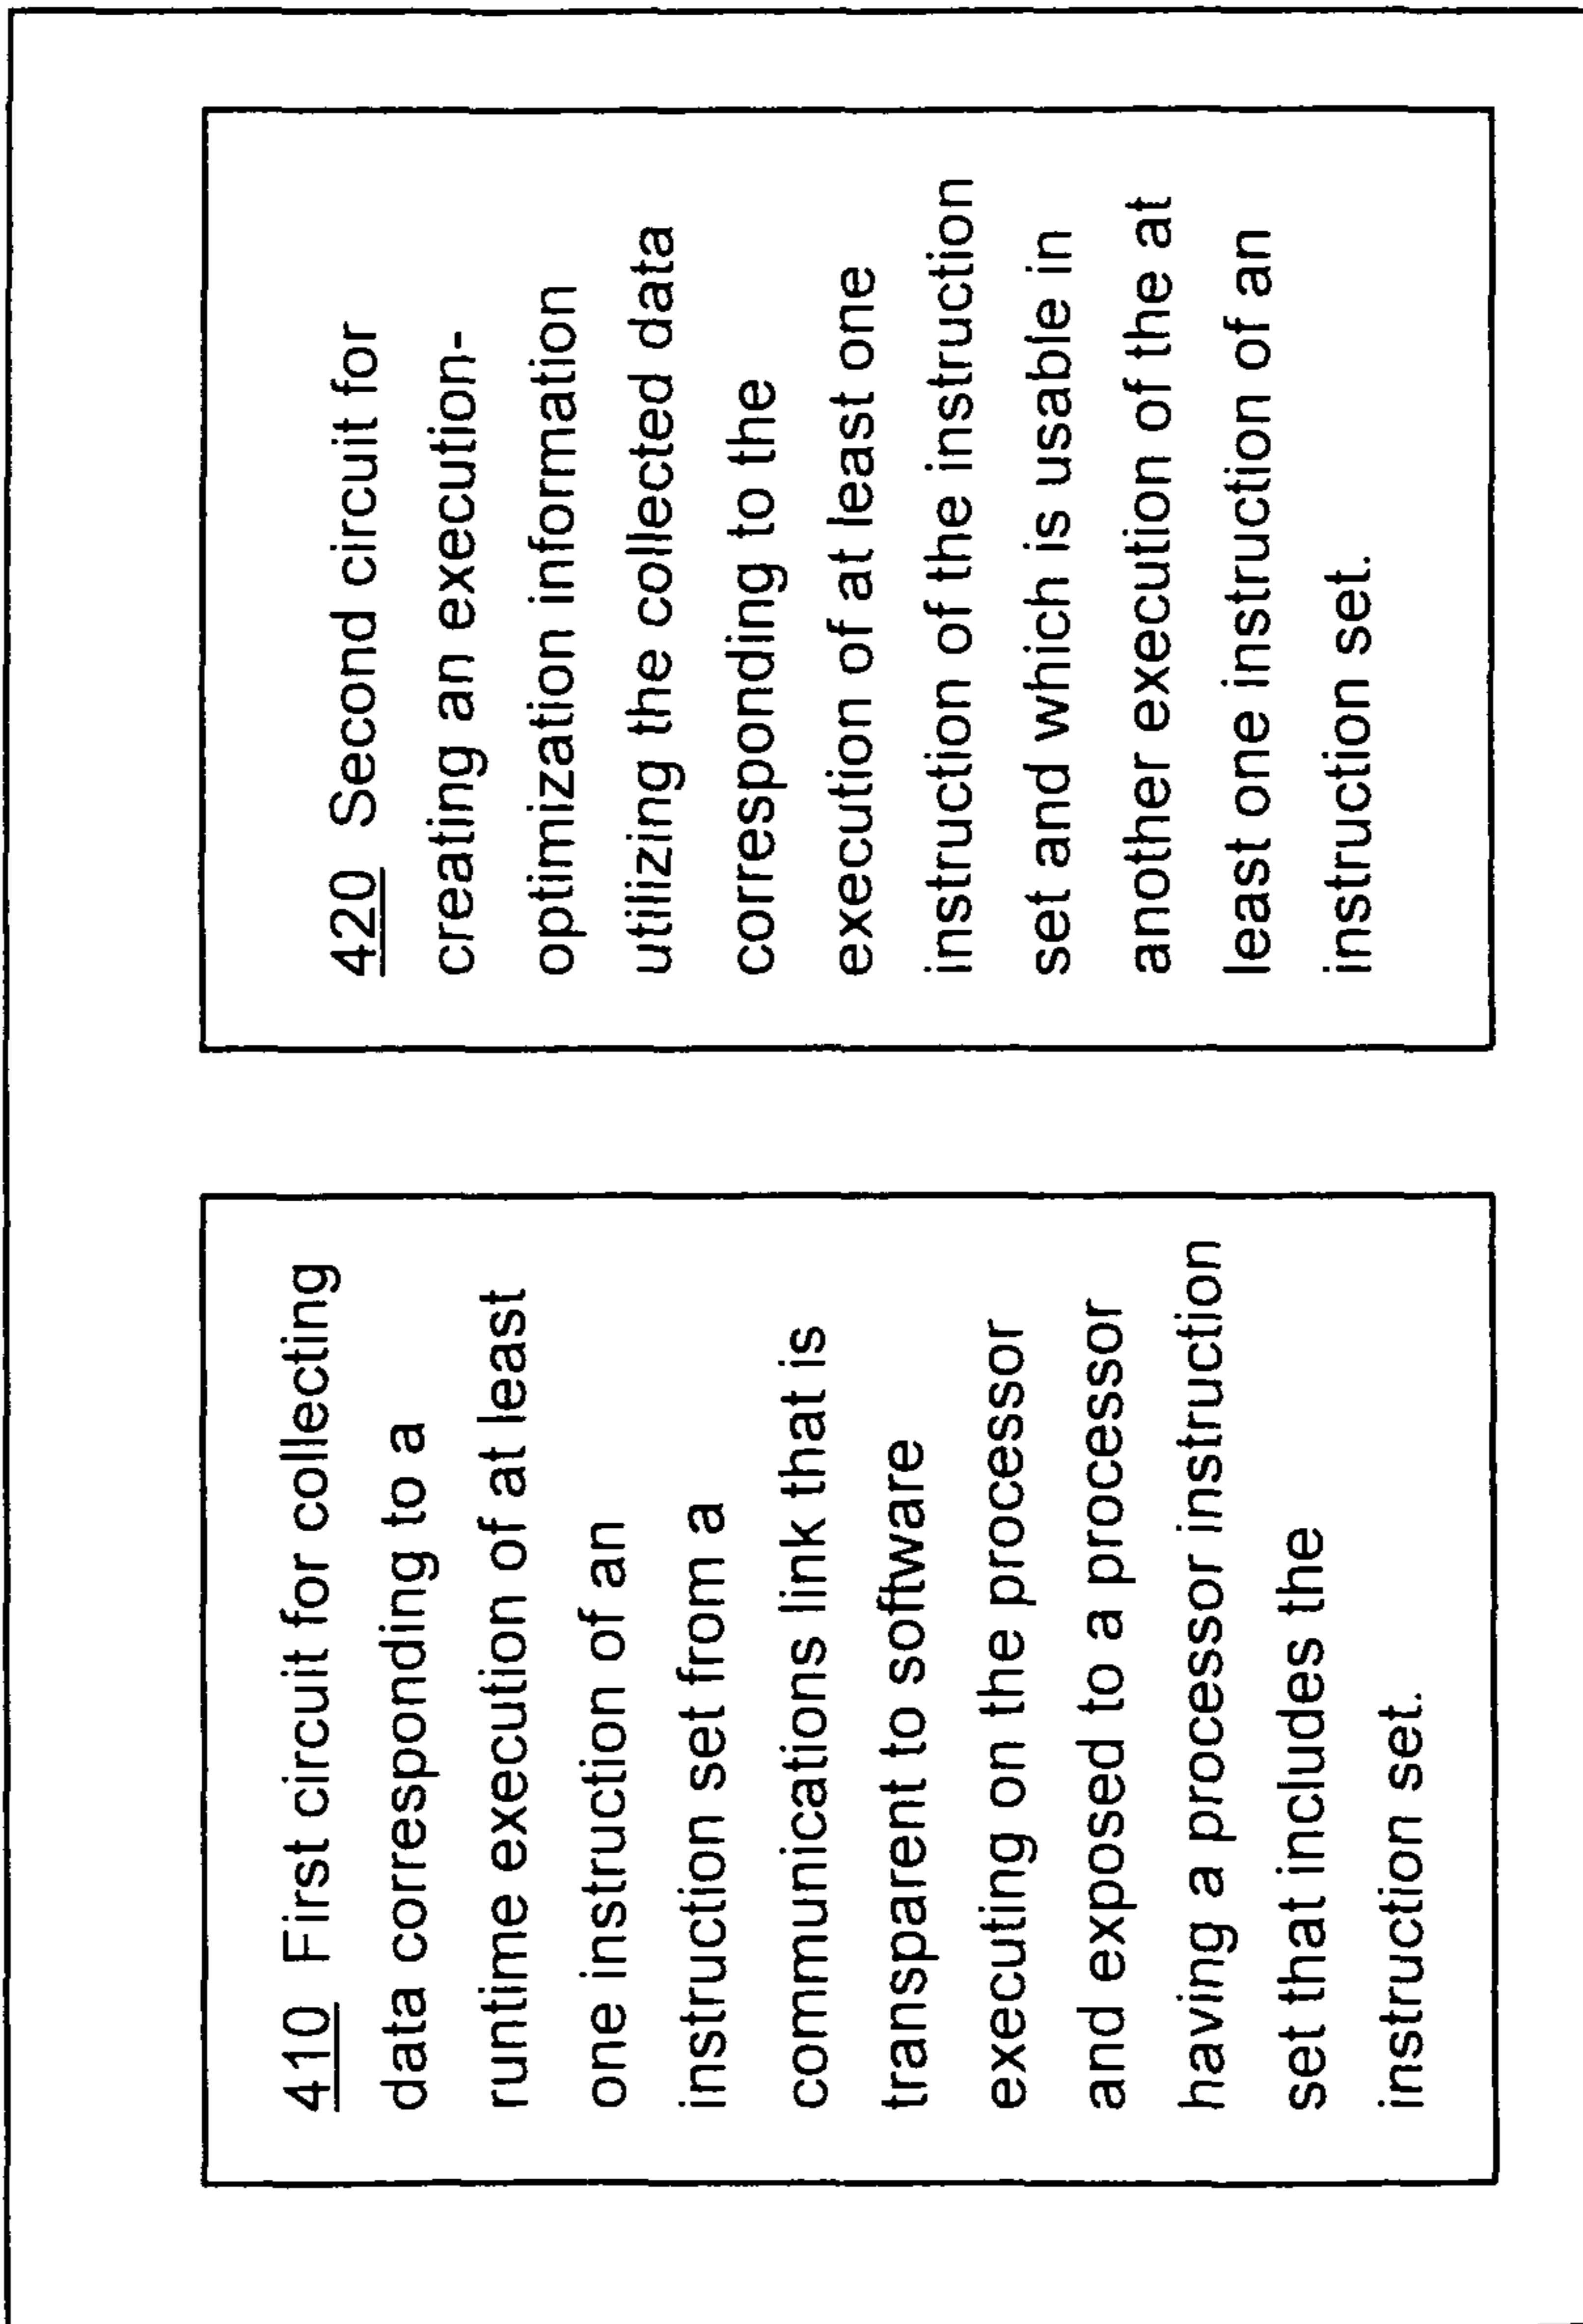 410 First circuit for collecting
data corresponding to a
runtime execution of at least
one instruction of an
instruction set from a
communications link that is
transparent to software
executing on the processor
and exposed to a processor
having a processor instruction
set that includes the
instruction set.
420 Second circuit for
creating an execution-
optimization information
utilizing the collected data
corresponding to the
execution of at least one
instruction of the instruction
set and which is usable in
another execution of the at
least one instruction of an
instruction set.